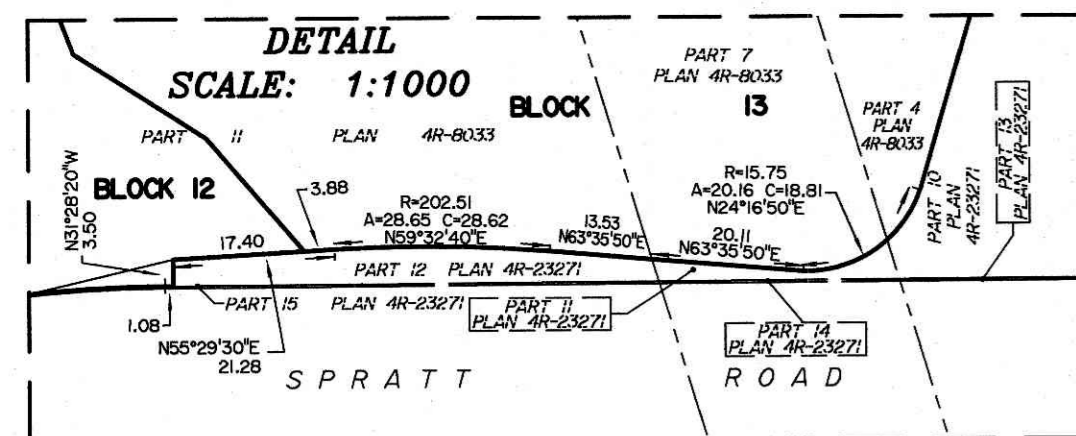 DETAIL
SCALE: 1:1000
PART 7
PLAN 4R-8033
BLOCK 13
PART 4
PLAN
4R-8033
PART 13
PLAN 4R-23271
PART 11 PLAN 4R-8033
BLOCK 12
N31°28'20"W
3.50
3.88
R=202.51
A=28.65 C=28.62
N59°32'40"E
R=15.75
A=20.16 C=18.81
N24°16'50"E
PART 10
PLAN
4R-23271
17.40
13.53
N63°35'50"E
20.11
N63°35'50"E
PART 12 PLAN 4R-23271
PART 15 PLAN 4R-23271
PART 11
PLAN 4R-23271
PART 14
PLAN 4R-23271
1.08
N55°29'30"E
21.28
SPRATT ROAD